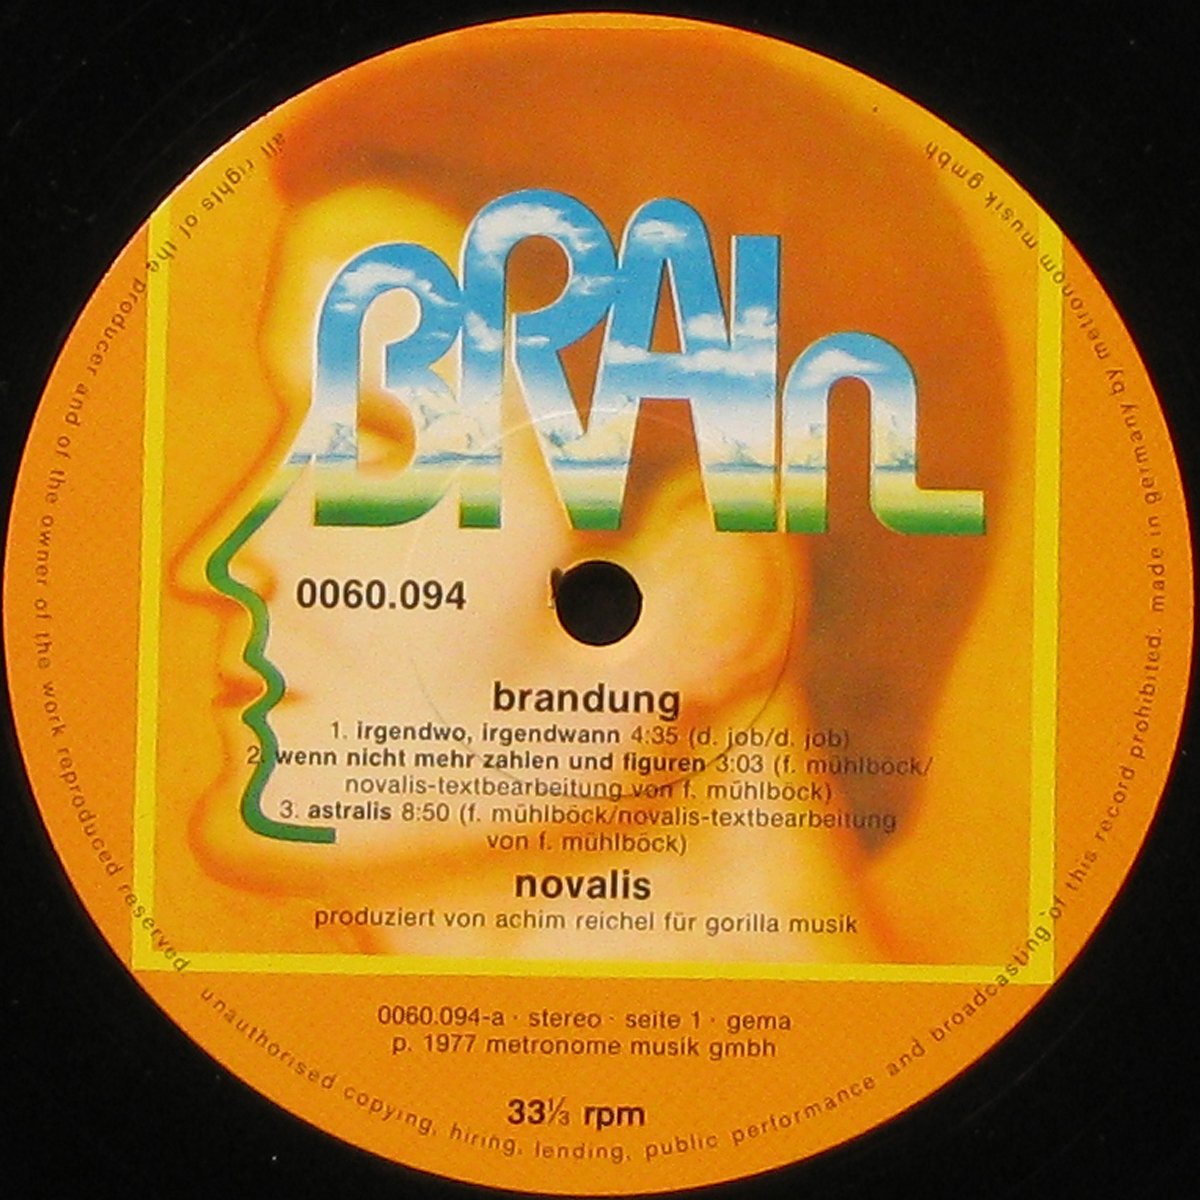 BRAIn
0060.094
brandung
1. irgendwo, irgendwann 4:35 (d. job/d. job)
2. wenn nicht mehr zahlen und figuren 3:03 (f. mühlböck/
novalis-textbearbeitung von f. mühlböck)
3. astralis 8:50 (f. mühlböck/novalis-textbearbeitung
von f. mühlböck)
novalis
produziert von achim reichel für gorilla musik
0060.094-a · stereo · seite 1 · gema
p. 1977 metronome musik gmbh
33⅓ rpm
all rights of the producer and of the owner of the work reproduced reserved unauthorised copying, hiring, lending, public performance and broadcasting of this record prohibited. made in germany by metronom musik gmbh